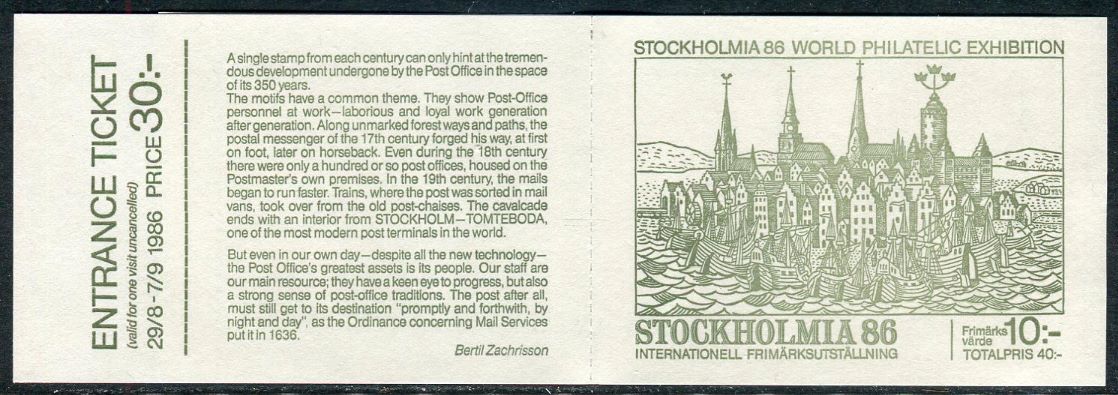 ENTRANCE TICKET
(valid for one visit uncancelled)
29/8 - 7/9 1986 PRICE 30:-
A single stamp from each century can only hint at the tremen-
dous development undergone by the Post Office in the space
of its 350 years.
The motifs have a common theme. They show Post-Office
personnel at work—laborious and loyal work generation
after generation. Along unmarked forest ways and paths, the
postal messenger of the 17th century forged his way, at first
on foot, later on horseback. Even during the 18th century
there were only a hundred or so post offices, housed on the
Postmaster's own premises. In the 19th century, the mails
began to run faster. Trains, where the post was sorted in mail
vans, took over from the old post-chaises. The cavalcade
ends with an interior from STOCKHOLM—TOMTEBODA,
one of the most modern post terminals in the world.
But even in our own day—despite all the new technology—
the Post Office's greatest assets is its people. Our staff are
our main resource; they have a keen eye to progress, but also
a strong sense of post-office traditions. The post after all,
must still get to its destination "promptly and forthwith, by
night and day", as the Ordinance concerning Mail Services
put it in 1636.
Bertil Zachrisson
STOCKHOLMIA 86 WORLD PHILATELIC EXHIBITION
STOCKHOLMIA 86
INTERNATIONELL FRIMÄRKSUTSTÄLLNING
Frimärks
värde 10:-
TOTALPRIS 40:-